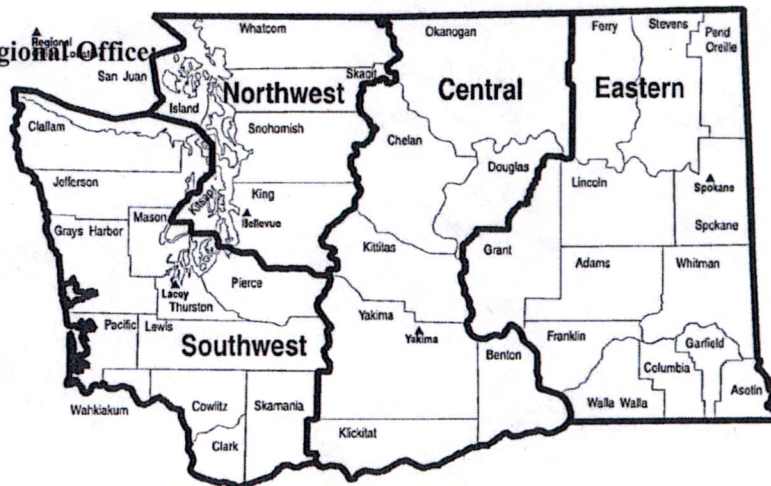 Whatcom
Okanogan
Ferry
Stevens
Pend
Oreille
Regional
gional Office
San Juan
Skagit
Island
Northwest
Central
Eastern
Clallam
Snohomish
Chelan
Douglas
Jefferson
Lincoln
Spokane
King
Kitsap
Bellevue
Mason
Grays Harbor
Kittitas
Grant
Spokane
Adams
Whitman
Pierce
Lacey
Thurston
Yakima
Yakima
Pacific
Lewis
Franklin
Garfield
Southwest
Benton
Columbia
Asotin
Walla Walla
Wahkiakum
Cowlitz
Skamania
Klickitat
Clark